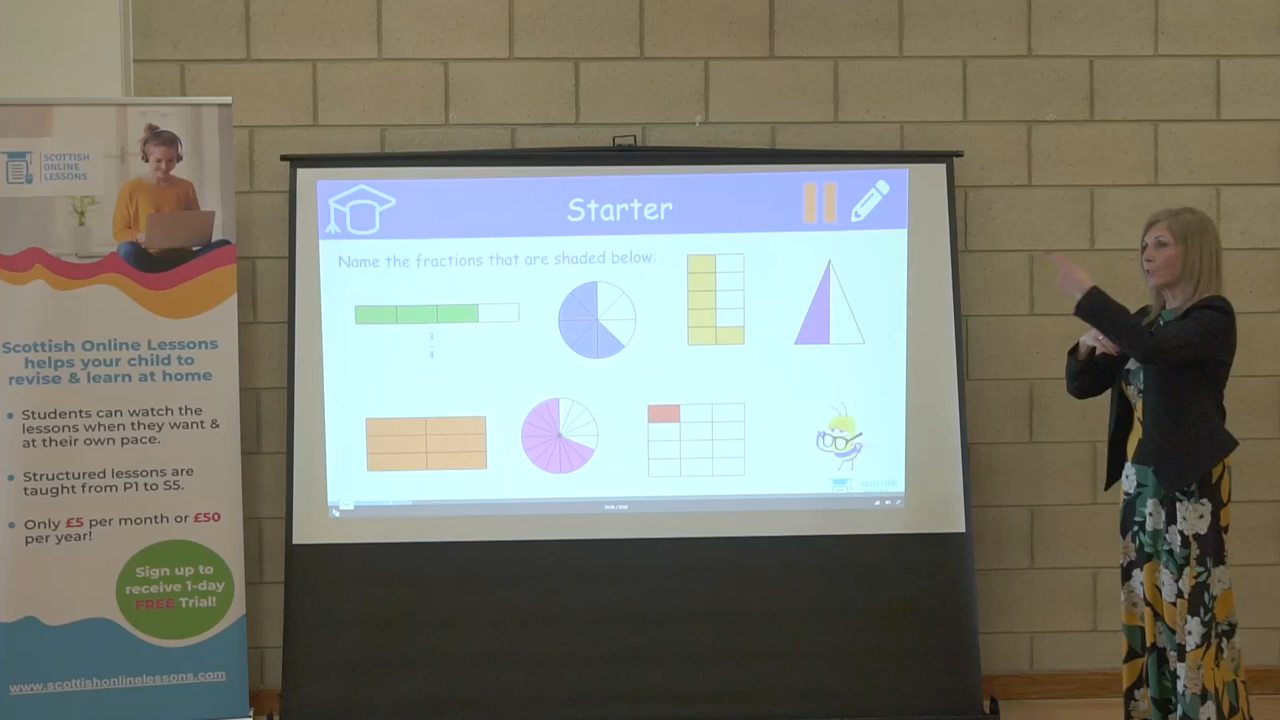 SCOTTISH
ONLINE
LESSONS
Scottish Online Lessons
helps your child to
revise & learn at home
Students can watch the
lessons when they want &
at their own pace.
Structured lessons are
taught from P1 to S5.
Only £5 per month or £50
per year!
Sign up to
receive 1-day
FREE Trial!
www.scottishonlinelessons.com
Starter
Name the fractions that are shaded below:
3
4